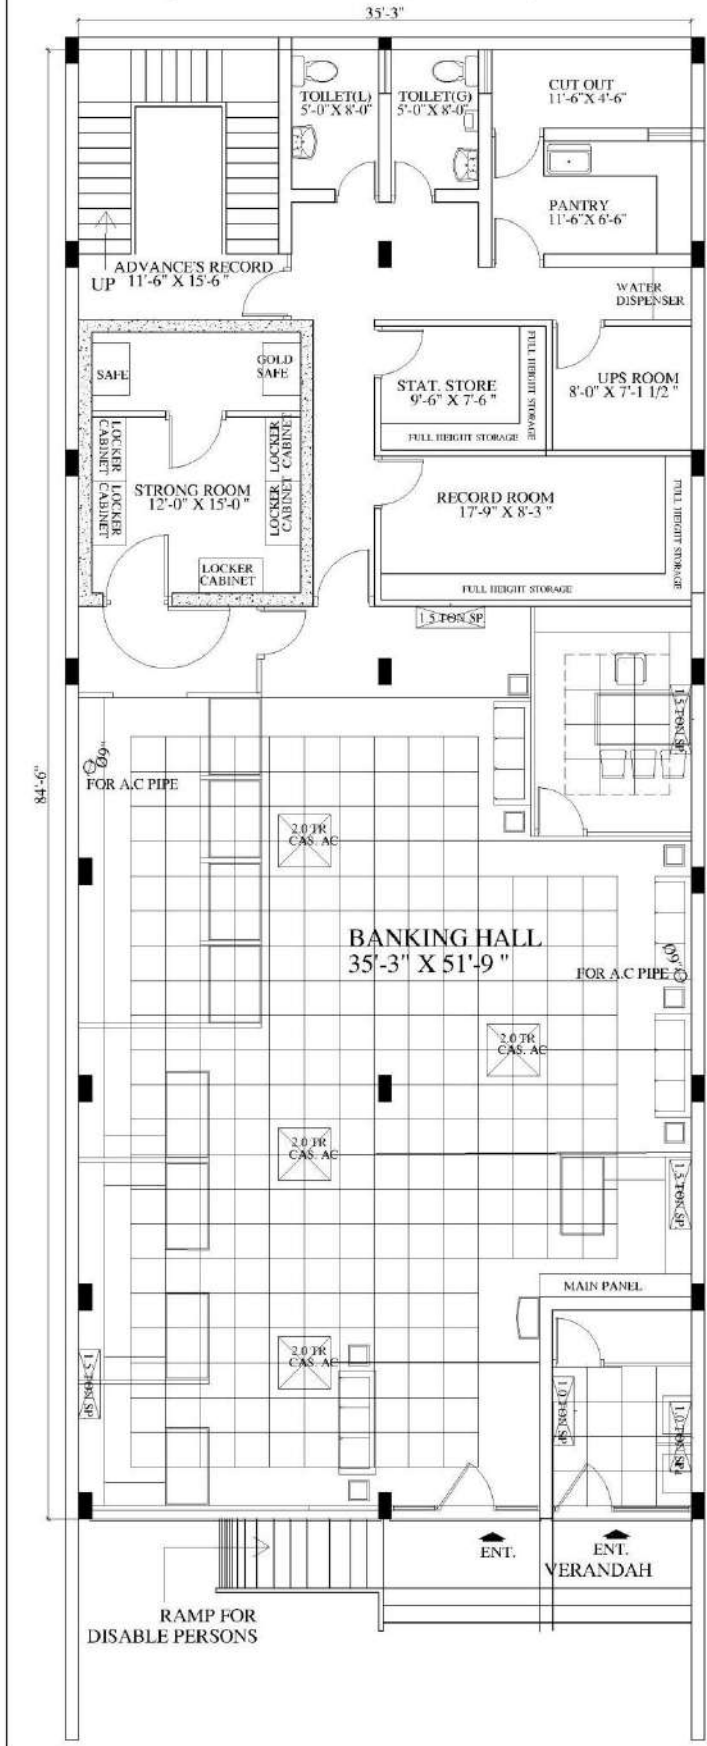 35'-3"
TOILET(L)
5'-0"X 8'-0"
TOILET(G)
5'-0"X 8'-0"
CUT OUT
11'-6"X 4'-6"
PANTRY
11'-6"X 6'-6"
UP
ADVANCE'S RECORD
11'-6" X 15'-6"
WATER
DISPENSER
SAFE
GOLD
SAFE
STAT. STORE
9'-6" X 7'-6 "
FULL HEIGHT STORAGE
FULL HEIGHT STORAGE
UPS ROOM
8'-0" X 7'-1 1/2 "
LOCKER
CABINET
LOCKER
CABINET
LOCKER
CABINET
LOCKER
CABINET
STRONG ROOM
12'-0" X 15'-0 "
LOCKER
CABINET
RECORD ROOM
17'-9" X 8'-3 "
FULL HEIGHT STORAGE
FULL HEIGHT STORAGE
1.5 TON SP
1.5 TON SP
84'-6"
Ø9"
FOR A.C PIPE
2.0 TR
CAS. AC
BANKING HALL
35'-3" X 51'-9 "
Ø9"
FOR A.C PIPE
2.0 TR
CAS. AC
2.0 TR
CAS. AC
1.5 TON SP
MAIN PANEL
2.0 TR
CAS. AC
1.5 TON SP
1.0 TON SP
1.0 TON SP
ENT.
ENT.
VERANDAH
RAMP FOR
DISABLE PERSONS